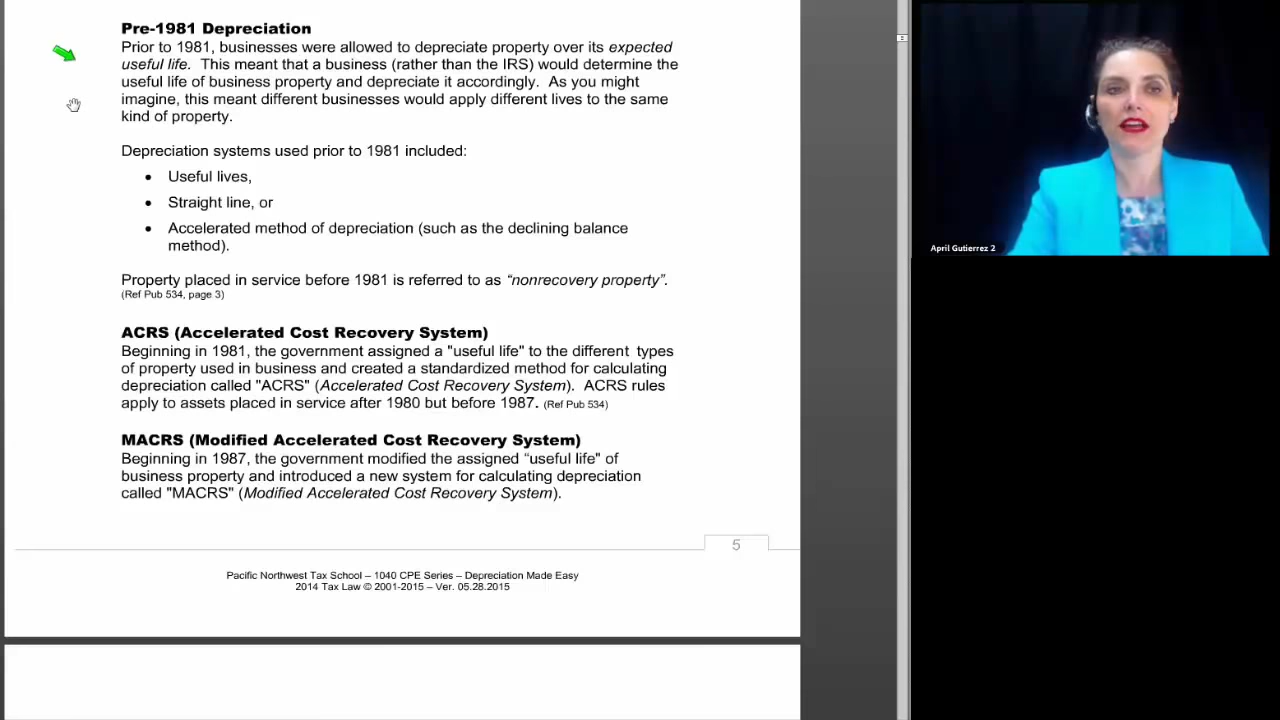 Pre-1981 Depreciation
Prior to 1981, businesses were allowed to depreciate property over its expected
useful life.  This meant that a business (rather than the IRS) would determine the
useful life of business property and depreciate it accordingly.  As you might
imagine, this meant different businesses would apply different lives to the same
kind of property.
Depreciation systems used prior to 1981 included:
• Useful lives,
• Straight line, or
• Accelerated method of depreciation (such as the declining balance
method).
Property placed in service before 1981 is referred to as “nonrecovery property”.
(Ref Pub 534, page 3)
ACRS (Accelerated Cost Recovery System)
Beginning in 1981, the government assigned a "useful life" to the different types
of property used in business and created a standardized method for calculating
depreciation called "ACRS" (Accelerated Cost Recovery System).  ACRS rules
apply to assets placed in service after 1980 but before 1987. (Ref Pub 534)
MACRS (Modified Accelerated Cost Recovery System)
Beginning in 1987, the government modified the assigned “useful life" of
business property and introduced a new system for calculating depreciation
called "MACRS" (Modified Accelerated Cost Recovery System).
5
Pacific Northwest Tax School – 1040 CPE Series – Depreciation Made Easy
2014 Tax Law © 2001-2015 – Ver. 05.28.2015
April Gutierrez 2